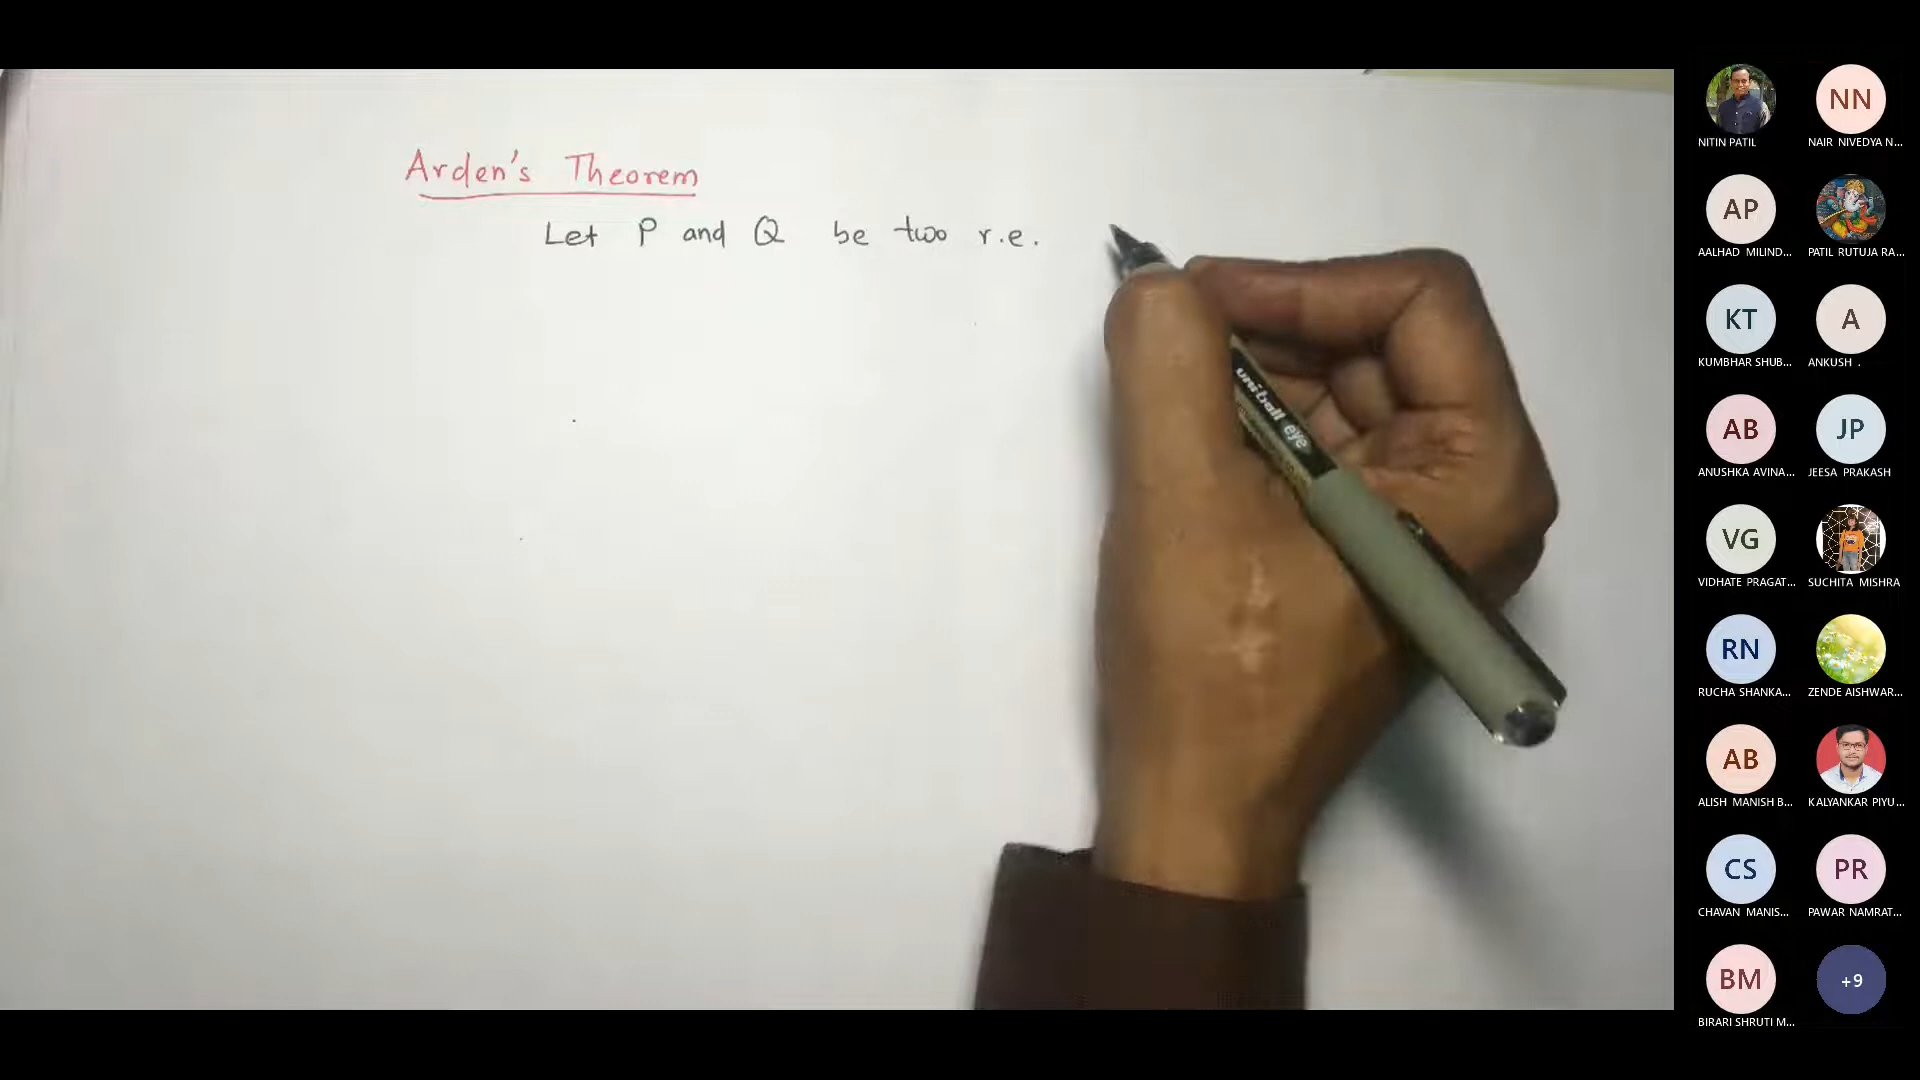 Arden's Theorem
Let P and Q be two r.e.
uniball eye
NITIN PATIL
NN
NAIR NIVEDYA N...
AP
AALHAD MILIND...
PATIL RUTUJA RA...
KT
KUMBHAR SHUB...
A
ANKUSH .
AB
ANUSHKA AVINA...
JP
JEESA PRAKASH
VG
VIDHATE PRAGAT...
SUCHITA MISHRA
RN
RUCHA SHANKA...
ZENDE AISHWAR...
AB
ALISH MANISH B...
KALYANKAR PIYU...
CS
CHAVAN MANIS...
PR
PAWAR NAMRAT...
BM
BIRARI SHRUTI M...
+9